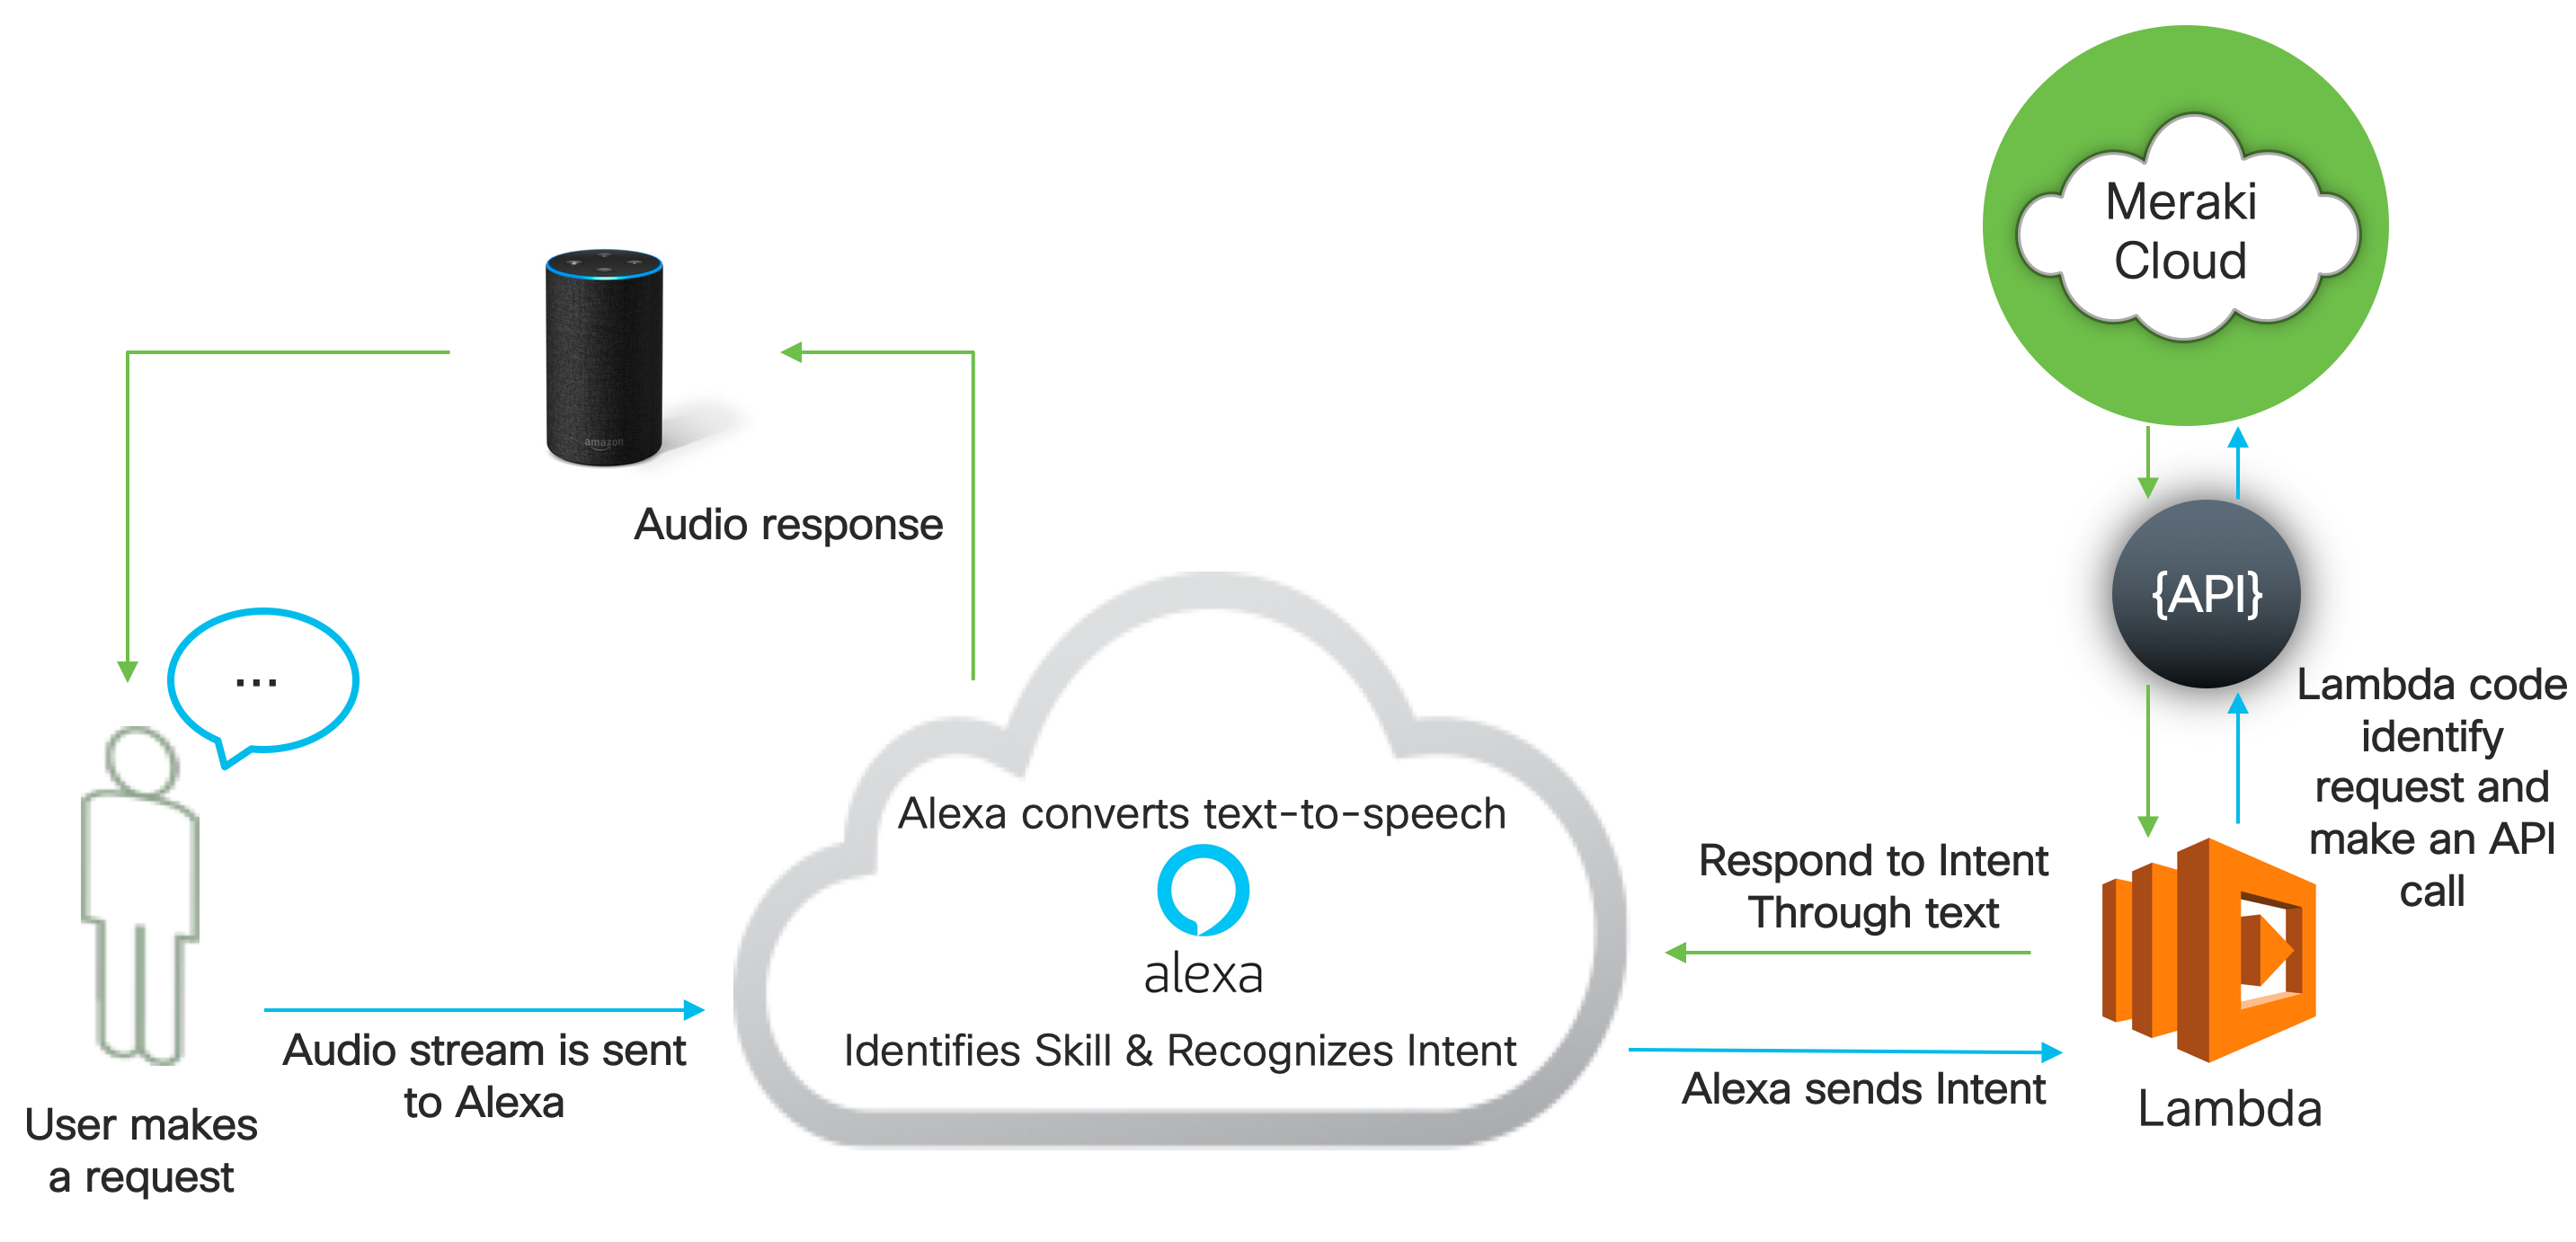 Meraki
Cloud
amazon
Audio response
{API}
...
Lambda code
identify
request and
make an API
call
Alexa converts text-to-speech
alexa
Identifies Skill & Recognizes Intent
Respond to Intent
Through text
Audio stream is sent
to Alexa
Alexa sends Intent
Lambda
User makes
a request